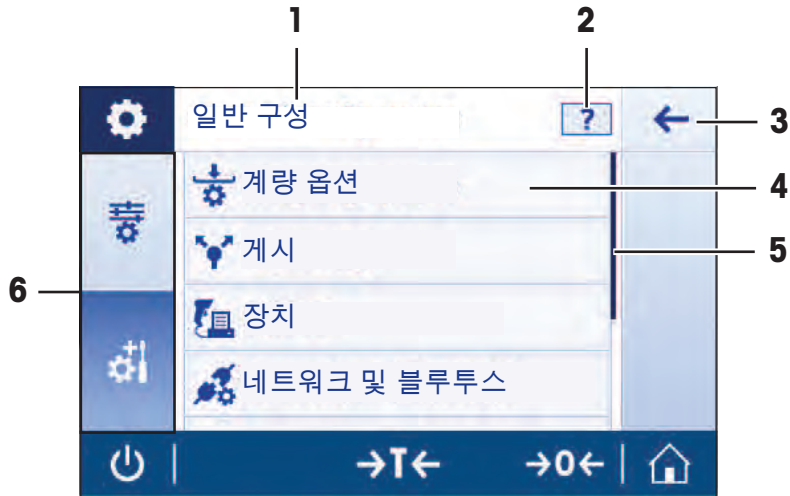 1 2
일반 구성 ? ← 3
계량 옵션 4
게시 5
6
장치
네트워크 및 블루투스
→T← →0←